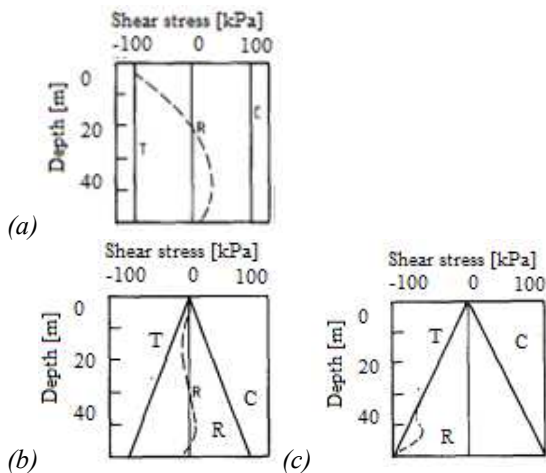 Shear stress [kPa]
-100 0 100
Depth [m]
0
20
40
T
R
C
(a)
Shear stress [kPa]
-100 0 100
Depth [m]
0
20
40
T
R
C
R
(b)
Shear stress [kPa]
-100 0 100
Depth [m]
0
20
40
T
C
R
(c)